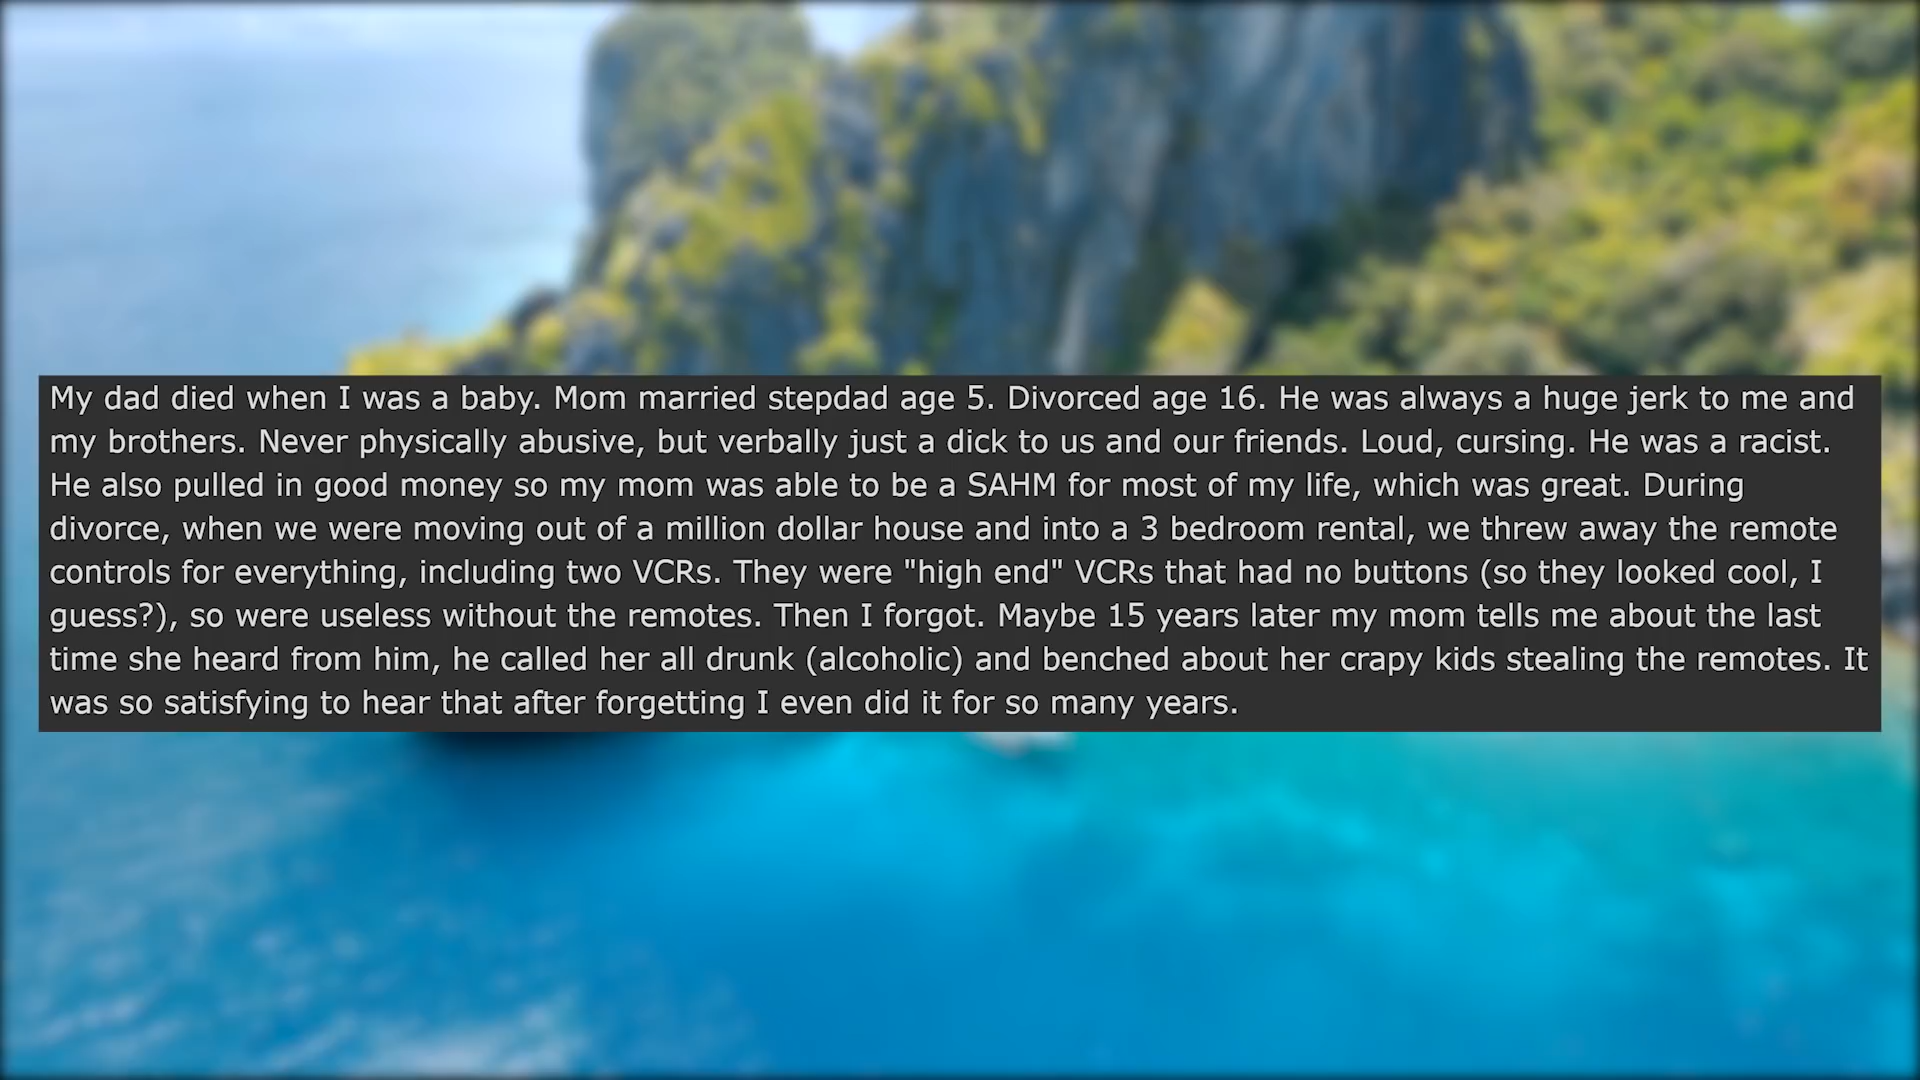 My dad died when I was a baby. Mom married stepdad age 5. Divorced age 16. He was always a huge jerk to me and
my brothers. Never physically abusive, but verbally just a dick to us and our friends. Loud, cursing. He was a racist.
He also pulled in good money so my mom was able to be a SAHM for most of my life, which was great. During
divorce, when we were moving out of a million dollar house and into a 3 bedroom rental, we threw away the remote
controls for everything, including two VCRs. They were "high end" VCRs that had no buttons (so they looked cool, I
guess?), so were useless without the remotes. Then I forgot. Maybe 15 years later my mom tells me about the last
time she heard from him, he called her all drunk (alcoholic) and benched about her crapy kids stealing the remotes. It
was so satisfying to hear that after forgetting I even did it for so many years.